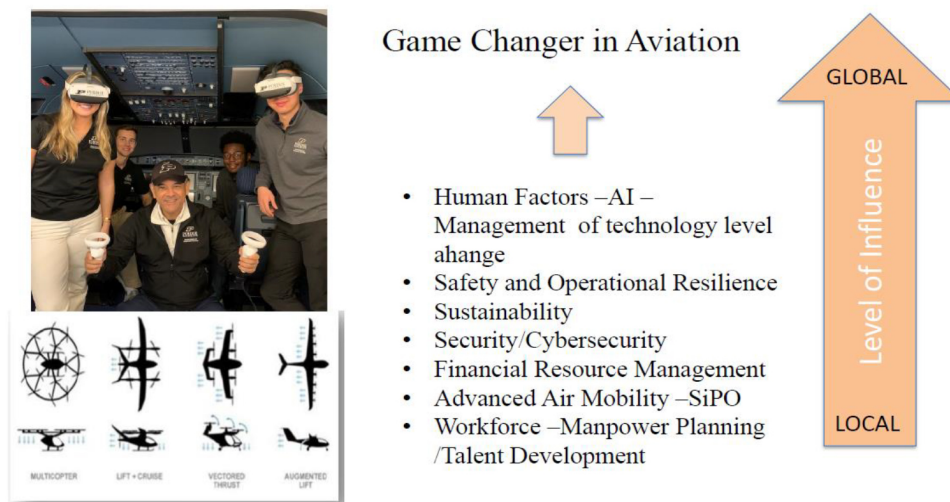 Game Changer in Aviation
GLOBAL
Level of Influence
LOCAL
• Human Factors –AI –
Management of technology level
ahange
• Safety and Operational Resilience
• Sustainability
• Security/Cybersecurity
• Financial Resource Management
• Advanced Air Mobility –SiPO
• Workforce –Manpower Planning
/Talent Development
MULTICOPTER
LIFT + CRUISE
VECTORED
THRUST
AUGMENTED
LIFT